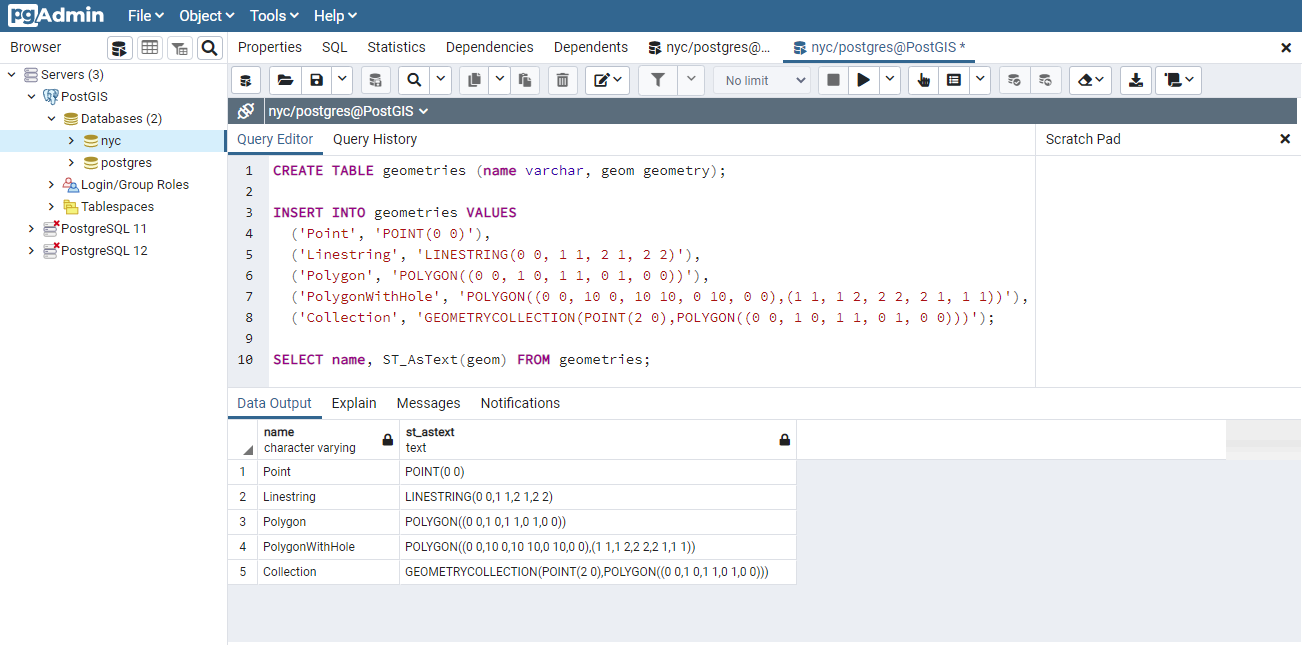 pgAdmin File Object Tools Help
Browser
Properties SQL Statistics Dependencies Dependents nyc/postgres@... nyc/postgres@PostGIS *
Servers (3)
PostGIS
Databases (2)
nyc
postgres
Login/Group Roles
Tablespaces
PostgreSQL 11
PostgreSQL 12
No limit
nyc/postgres@PostGIS
Query Editor Query History
Scratch Pad
1 CREATE TABLE geometries (name varchar, geom geometry);
2
3 INSERT INTO geometries VALUES
4 ('Point', 'POINT(0 0)'),
5 ('Linestring', 'LINESTRING(0 0, 1 1, 2 1, 2 2)'),
6 ('Polygon', 'POLYGON((0 0, 1 0, 1 1, 0 1, 0 0))'),
7 ('PolygonWithHole', 'POLYGON((0 0, 10 0, 10 10, 0 10, 0 0),(1 1, 1 2, 2 2, 2 1, 1 1))'),
8 ('Collection', 'GEOMETRYCOLLECTION(POINT(2 0),POLYGON((0 0, 1 0, 1 1, 0 1, 0 0)))');
9
10 SELECT name, ST_AsText(geom) FROM geometries;
Data Output Explain Messages Notifications
name st_astext
character varying text
1 Point POINT(0 0)
2 Linestring LINESTRING(0 0,1 1,2 1,2 2)
3 Polygon POLYGON((0 0,1 0,1 1,0 1,0 0))
4 PolygonWithHole POLYGON((0 0,10 0,10 10,0 10,0 0),(1 1,1 2,2 2,2 1,1 1))
5 Collection GEOMETRYCOLLECTION(POINT(2 0),POLYGON((0 0,1 0,1 1,0 1,0 0)))